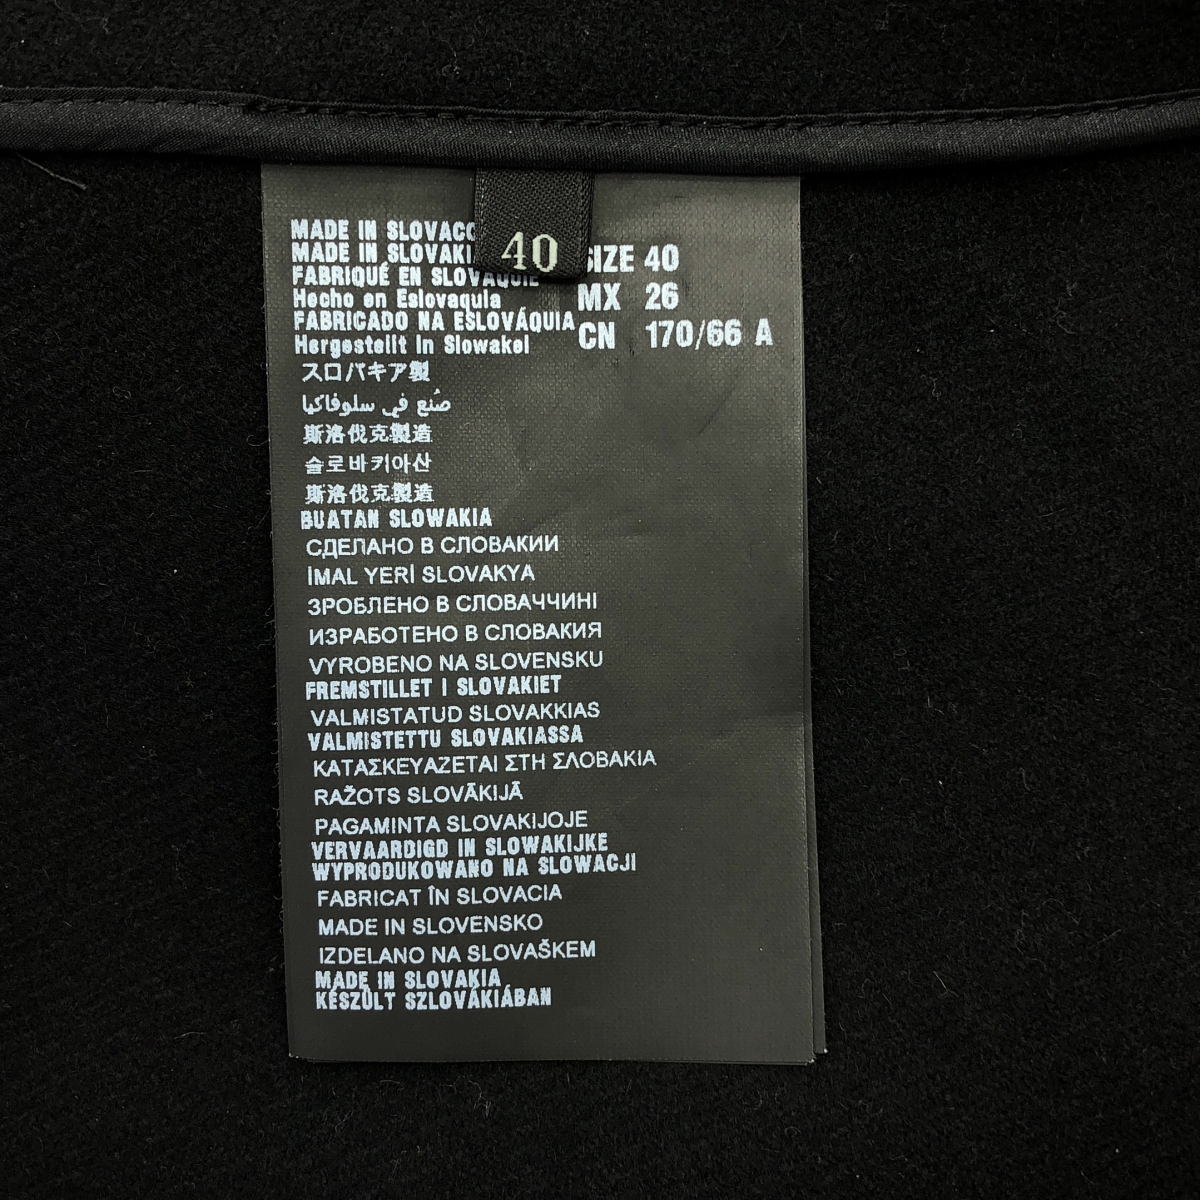 40
MADE IN SLOVACC
MADE IN SLOVAKI
FABRIQUÉ EN SLOVAQUIE
Hecho en Eslovaquia
FABRICADO NA ESLOVÁQUIA
Hergestellt in Slowakei
スロバキア製
صُنع في سلوفاكيا
斯洛伐克製造
슬로바키아산
斯洛伐克製造
BUATAN SLOWAKIA
СДЕЛАНО В СЛОВАКИИ
İMAL YERİ SLOVAKYA
ЗРОБЛЕНО В СЛОВАЧЧИНІ
ИЗРАБОТЕНО В СЛОВАКИЯ
VYROBENO NA SLOVENSKU
FREMSTILLET I SLOVAKIET
VALMISTATUD SLOVAKKIAS
VALMISTETTU SLOVAKIASSA
ΚΑΤΑΣΚΕΥΑΖΕΤΑΙ ΣΤΗ ΣΛΟΒΑΚΙΑ
RAŽOTS SLOVĀKIJĀ
PAGAMINTA SLOVAKIJOJE
VERVAARDIGD IN SLOWAKIJKE
WYPRODUKOWANO NA SLOWACJI
FABRICAT ÎN SLOVACIA
MADE IN SLOVENSKO
IZDELANO NA SLOVAŠKEM
MADE IN SLOVAKIA
KÉSZÜLT SZLOVÁKIÁBAN
SIZE 40
MX 26
CN 170/66 A